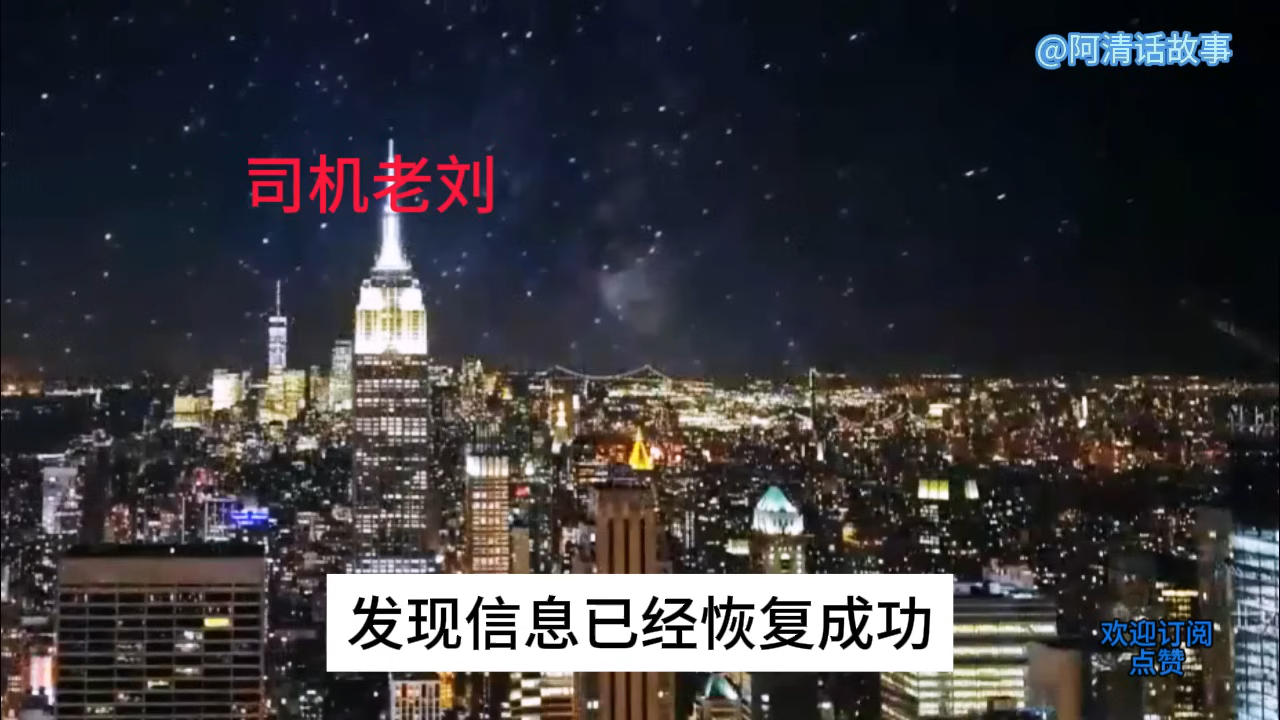 @阿清话故事
司机老刘
发现信息已经恢复成功
欢迎订阅
点赞